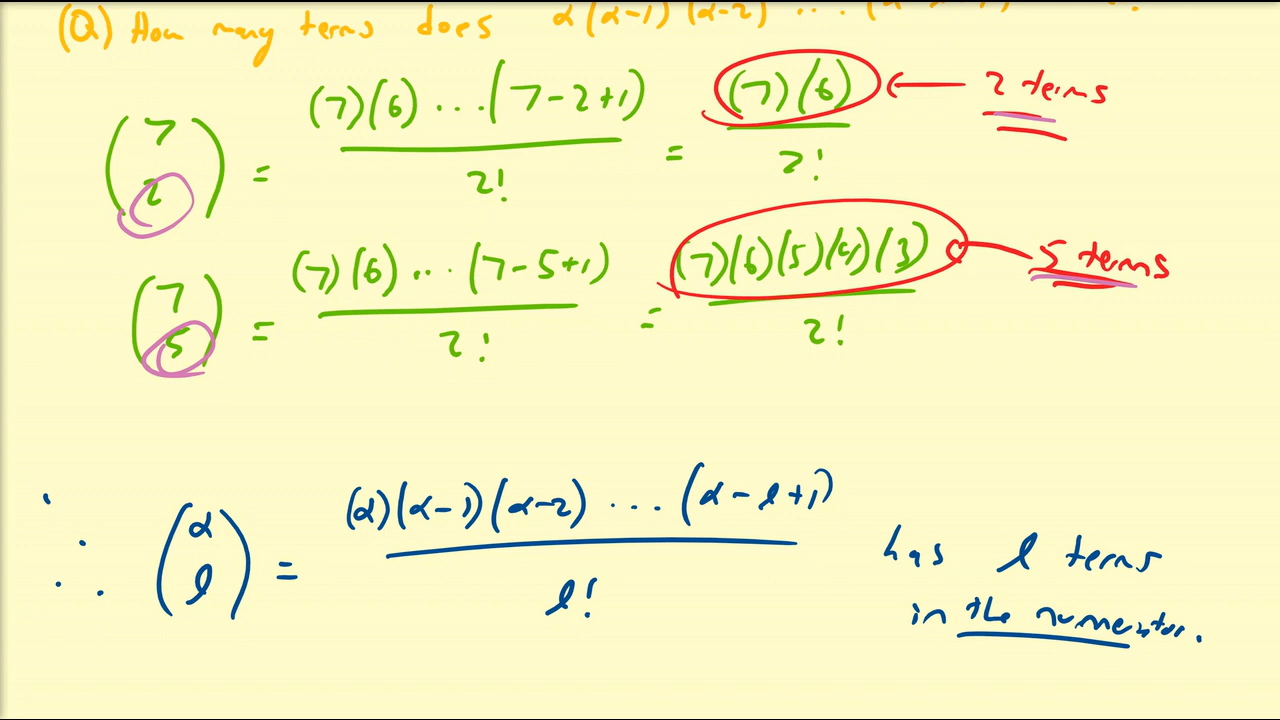 (Q) How many terms does α(α-1)(α-2) ...
(7 2) = (7)(6) ... (7-2+1) / 2! = (7)(6) / 2! ← 2 terms
(7 5) = (7)(6) ... (7-5+1) / 2! = (7)(6)(5)(4)(3) / 2! 5 terms
∴ (α l) = (α)(α-1)(α-2) ... (α-l+1) / l! has l terms
in the numerator.